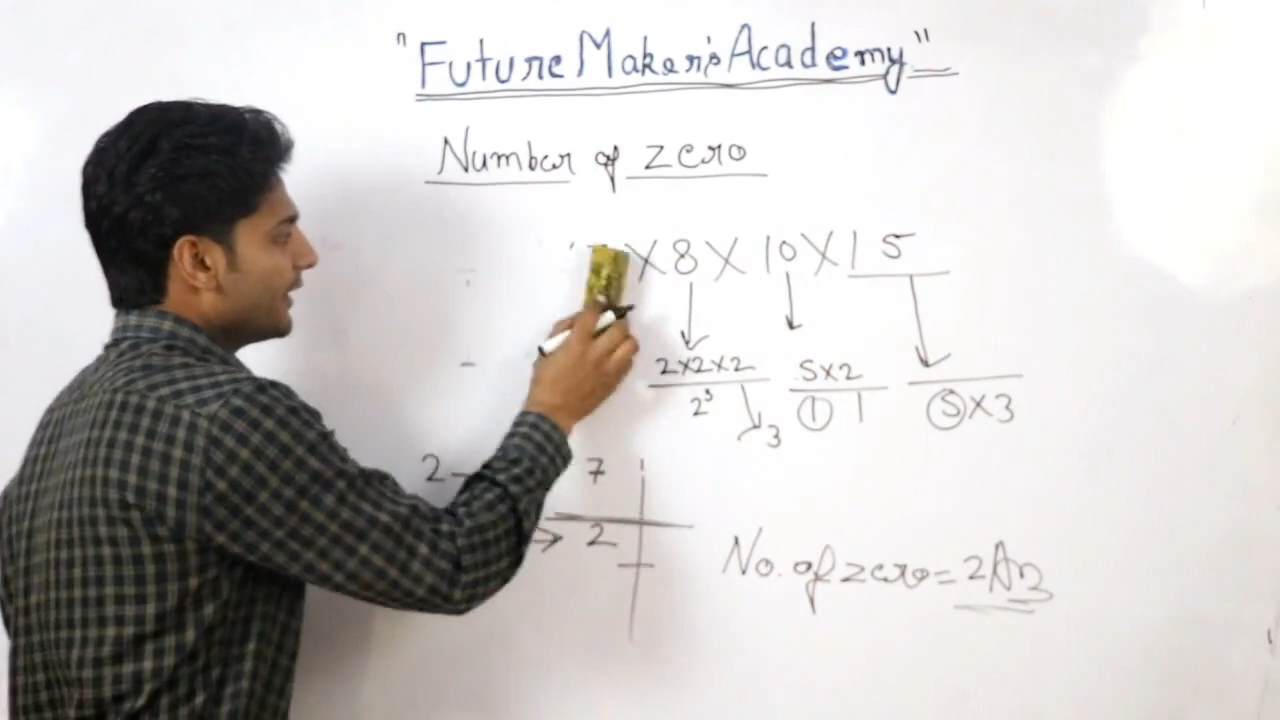 "Future Maker's Academy"
Number of zero
X 8 X 10 X 15
2X2X2 5X2
2³ 3 1 1 5X3
2 7
→ 2
No. of zero = 2 Ans